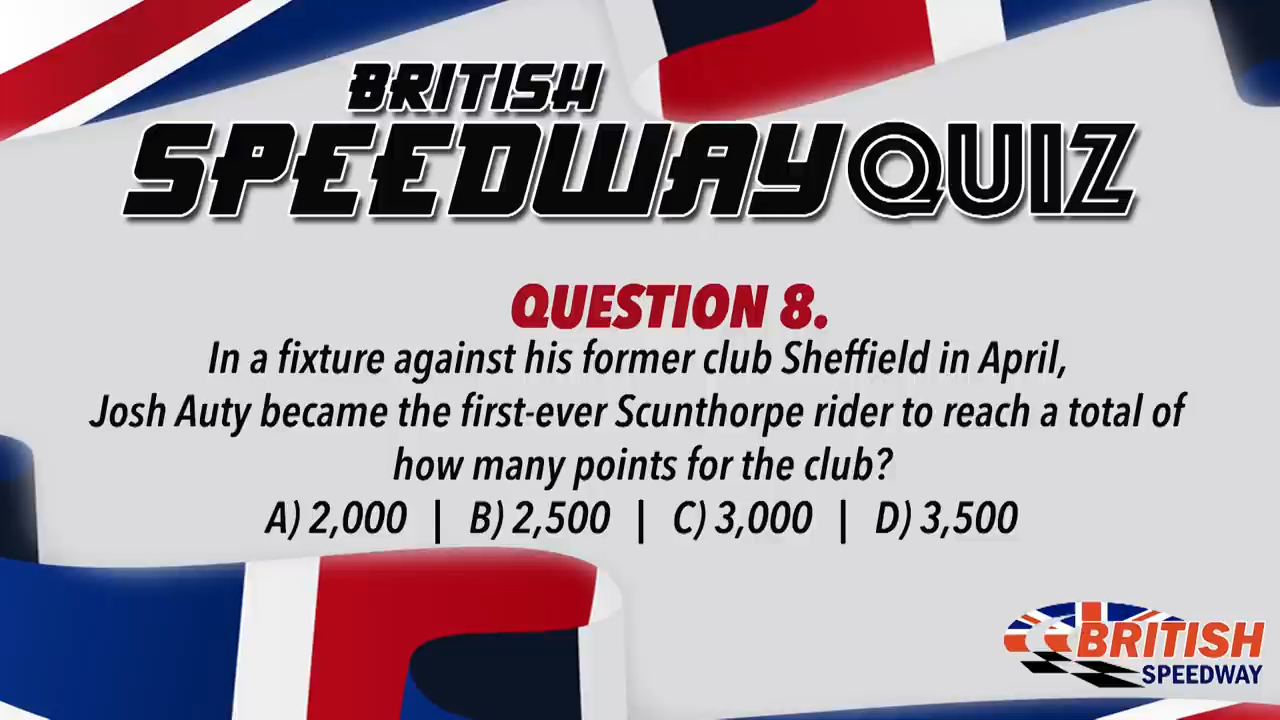 BRITISH
SPEEDWAY QUIZ
QUESTION 8.
In a fixture against his former club Sheffield in April,
Josh Auty became the first-ever Scunthorpe rider to reach a total of
how many points for the club?
A) 2,000 | B) 2,500 | C) 3,000 | D) 3,500
BRITISH
SPEEDWAY